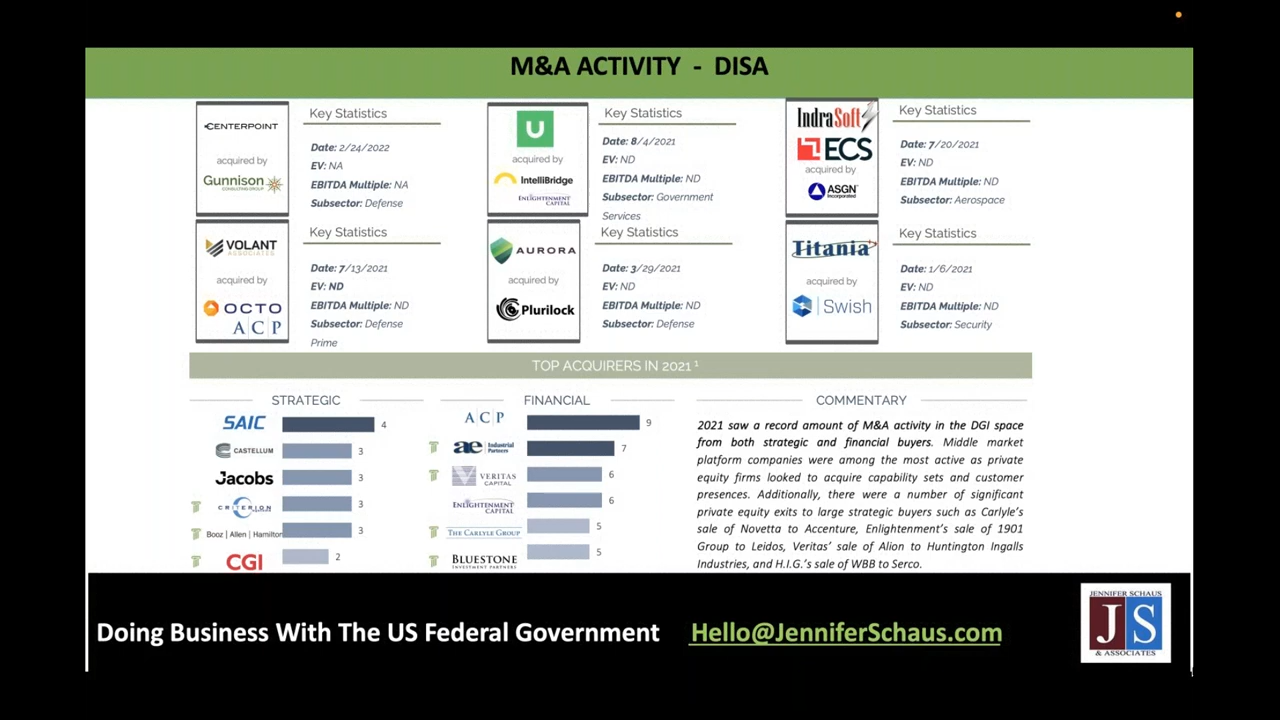 M&A ACTIVITY - DISA
CENTERPOINT
acquired by
Gunnison
CONSULTING GROUP
Key Statistics
Date: 2/24/2022
EV: NA
EBITDA Multiple: NA
Subsector: Defense
U
acquired by
IntelliBridge
ENLIGHTENMENT
CAPITAL
Key Statistics
Date: 8/4/2021
EV: ND
EBITDA Multiple: ND
Subsector: Government
Services
IndraSoft
ECS
acquired by
ASGN
Incorporated
Key Statistics
Date: 7/20/2021
EV: ND
EBITDA Multiple: ND
Subsector: Aerospace
VOLANT
ASSOCIATES
acquired by
OCTO
A|C|P
Key Statistics
Date: 7/13/2021
EV: ND
EBITDA Multiple: ND
Subsector: Defense
Prime
AURORA
acquired by
Plurilock
Key Statistics
Date: 3/29/2021
EV: ND
EBITDA Multiple: ND
Subsector: Defense
Titania
acquired by
Swish
Key Statistics
Date: 1/6/2021
EV: ND
EBITDA Multiple: ND
Subsector: Security
TOP ACQUIRERS IN 2021 1
STRATEGIC
SAIC 4
CASTELLUM 3
Jacobs 3
CRITERION 3
Booz | Allen | Hamilton 3
CGI 2
FINANCIAL
A|C|P 9
ae Industrial
Partners 7
VERITAS
CAPITAL 6
ENLIGHTENMENT
CAPITAL 6
THE CARLYLE GROUP 5
BLUESTONE
INVESTMENT PARTNERS 5
COMMENTARY
2021 saw a record amount of M&A activity in the DGI space
from both strategic and financial buyers. Middle market
platform companies were among the most active as private
equity firms looked to acquire capability sets and customer
presences. Additionally, there were a number of significant
private equity exits to large strategic buyers such as Carlyle's
sale of Novetta to Accenture, Enlightenment's sale of 1901
Group to Leidos, Veritas' sale of Alion to Huntington Ingalls
Industries, and H.I.G.'s sale of WBB to Serco.
Doing Business With The US Federal Government Hello@JenniferSchaus.com
JENNIFER SCHAUS
J S
& ASSOCIATES